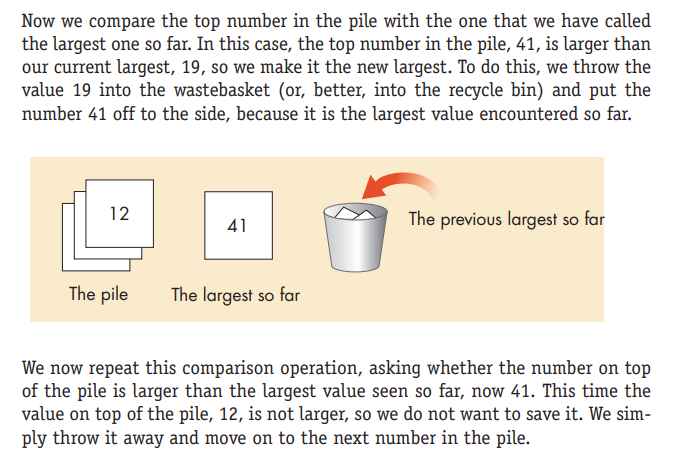 Now we compare the top number in the pile with the one that we have called
the largest one so far. In this case, the top number in the pile, 41, is larger than
our current largest, 19, so we make it the new largest. To do this, we throw the
value 19 into the wastebasket (or, better, into the recycle bin) and put the
number 41 off to the side, because it is the largest value encountered so far.
12
41
The previous largest so far
The pile
The largest so far
We now repeat this comparison operation, asking whether the number on top
of the pile is larger than the largest value seen so far, now 41. This time the
value on top of the pile, 12, is not larger, so we do not want to save it. We sim-
ply throw it away and move on to the next number in the pile.